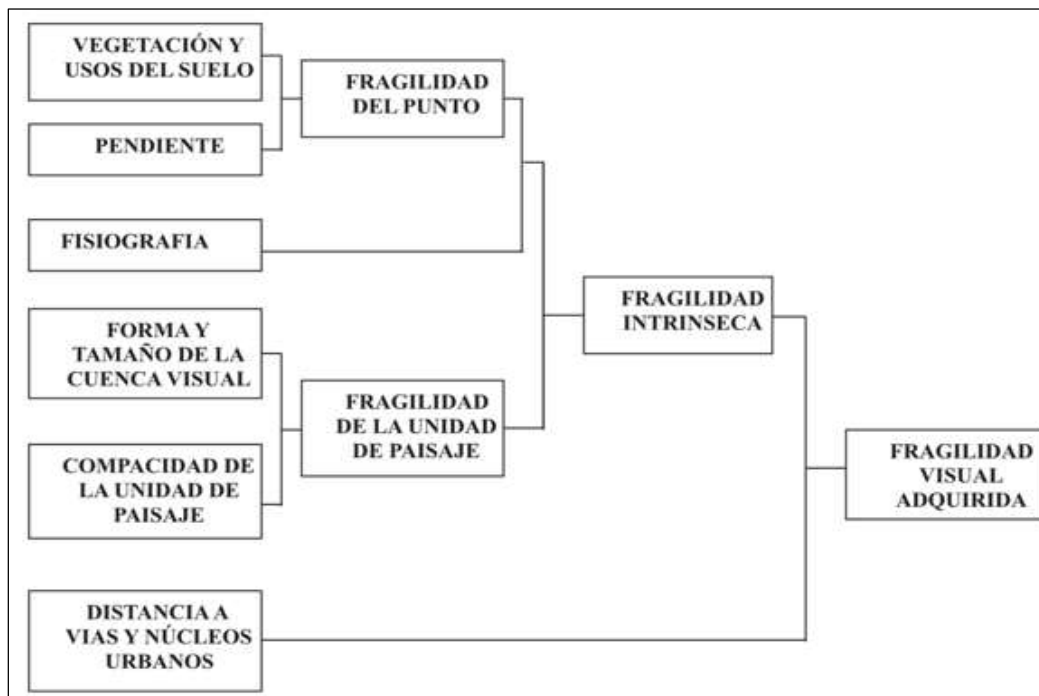 VEGETACIÓN Y
USOS DEL SUELO
PENDIENTE
FISIOGRAFIA
FORMA Y
TAMAÑO DE LA
CUENCA VISUAL
COMPACIDAD DE
LA UNIDAD DE
PAISAJE
DISTANCIA A
VIAS Y NÚCLEOS
URBANOS
FRAGILIDAD
DEL PUNTO
FRAGILIDAD
DE LA UNIDAD
DE PAISAJE
FRAGILIDAD
INTRINSECA
FRAGILIDAD
VISUAL
ADQUIRIDA